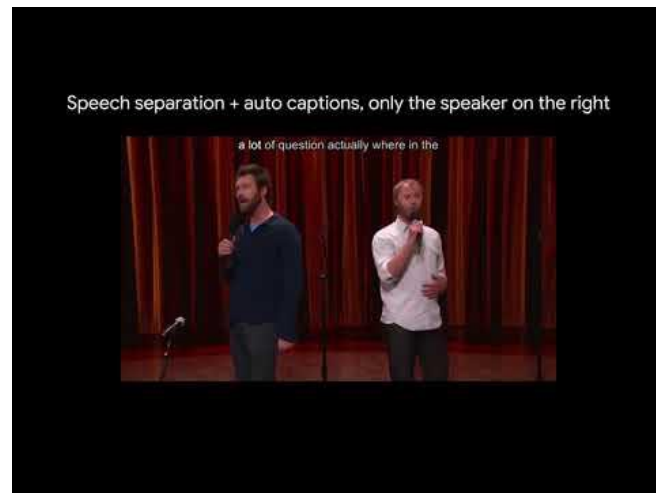 Speech separation + auto captions, only the speaker on the right
a lot of question actually where in the